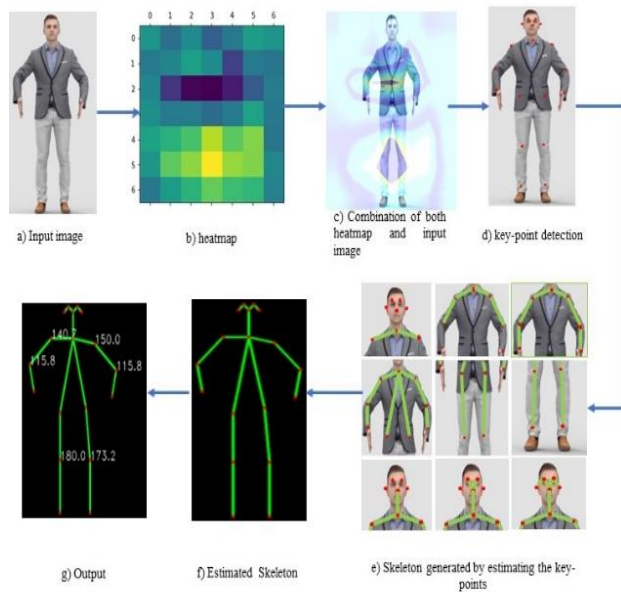 0 1 2 3 4 5 6
0
1
2
3
4
5
6
a) Input image
b) heatmap
c) Combination of both
heatmap and input
image
d) key-point detection
140.7 150.0
115.8 115.8
180.0 173.2
g) Output
f) Estimated Skeleton
e) Skeleton generated by estimating the key-
points